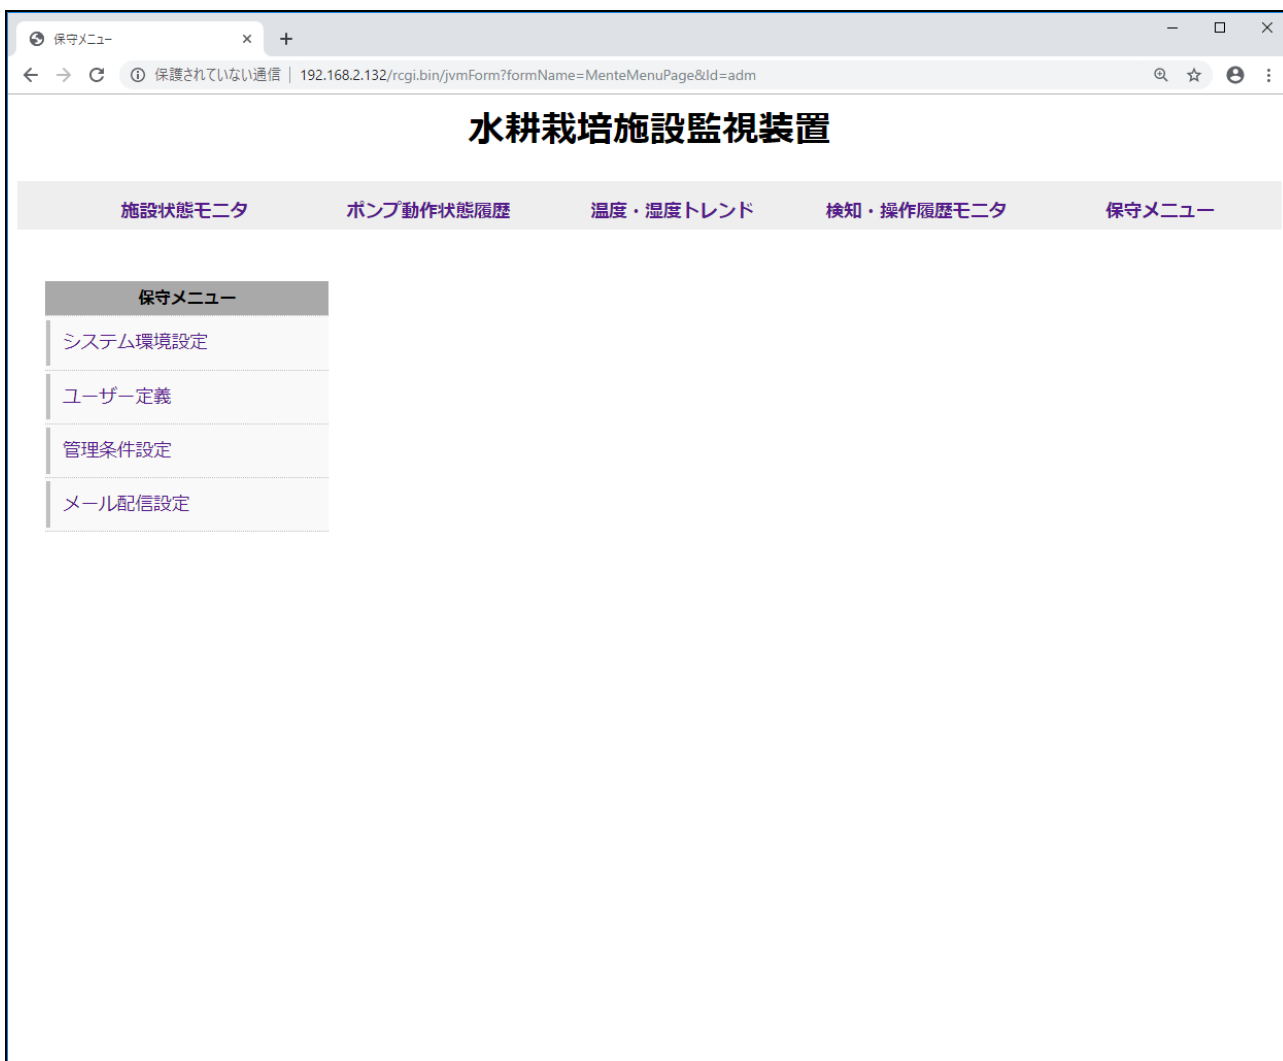 保守メニュー
保護されていない通信 | 192.168.2.132/rcgi.bin/jvmForm?formName=MenteMenuPage&Id=adm
水耕栽培施設監視装置
施設状態モニタ ポンプ動作状態履歴 温度・湿度トレンド 検知・操作履歴モニタ 保守メニュー
保守メニュー
システム環境設定
ユーザー定義
管理条件設定
メール配信設定